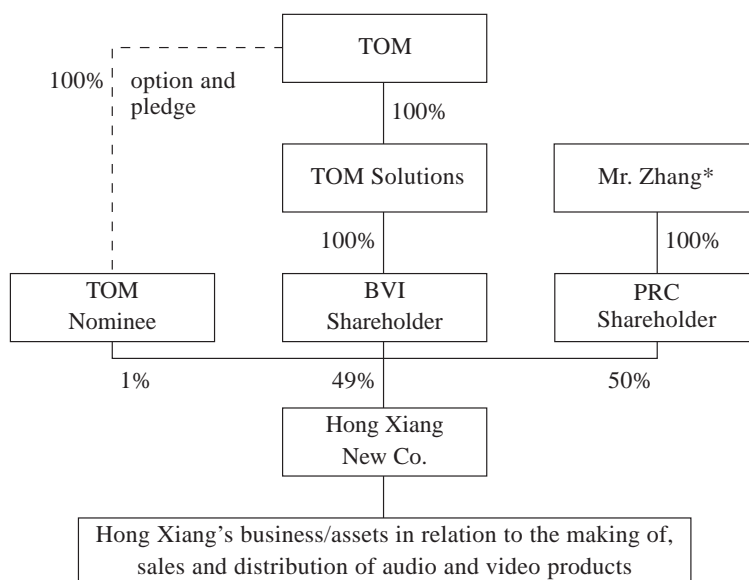 TOM
100%
option and
pledge
100%
TOM Solutions
Mr. Zhang*
100%
100%
TOM
Nominee
BVI
Shareholder
PRC
Shareholder
1%
49%
50%
Hong Xiang
New Co.
Hong Xiang's business/assets in relation to the making of,
sales and distribution of audio and video products